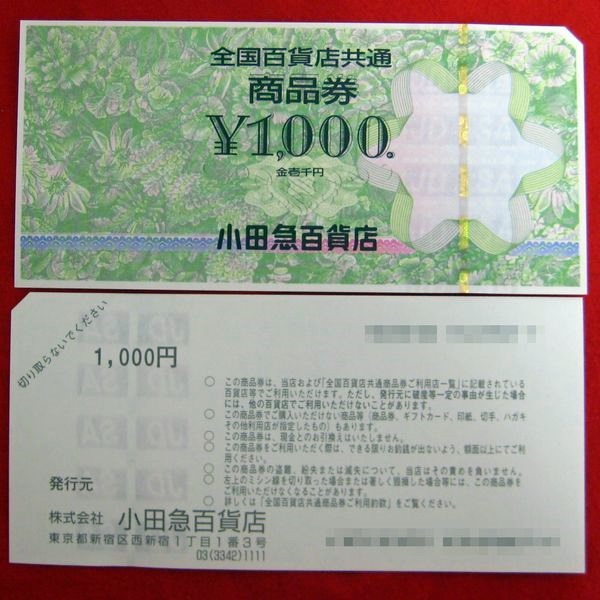 全国百貨店共通
商品券
¥1,000.
金壱千円
小田急百貨店
切り取らないでください
1,000円
○ この商品券は、当店および「全国百貨店共通商品券ご利用店一覧」に記載されている
百貨店等でご利用いただけます。ただし、発行元に破産等一定の事由が生じた場合
には、他の百貨店でご利用いただけないことがあります。
○ この商品券でご購入いただけない商品等(商品券、ギフトカード、印紙、切手、ハガキ
その他利用店が指定したもの)もあります。
○ この商品券は、現金とのお引換えはいたしません。
○ この商品券をご利用いただく際は、できる限りお釣銭が出ないよう、額面以上にてご利
用ください。
○ この商品券の盗難、紛失または滅失について、当店はその責めを負いません。
○ 左上のミシン線を切り取った場合または著しく毀損した場合等には、この商品券を
ご利用いただけなくなることがあります。
○ 詳しくは「全国百貨店共通商品券ご利用約款」をご覧ください。
発行元
株式会社 小田急百貨店
東京都新宿区西新宿1丁目1番3号
03(3342)1111